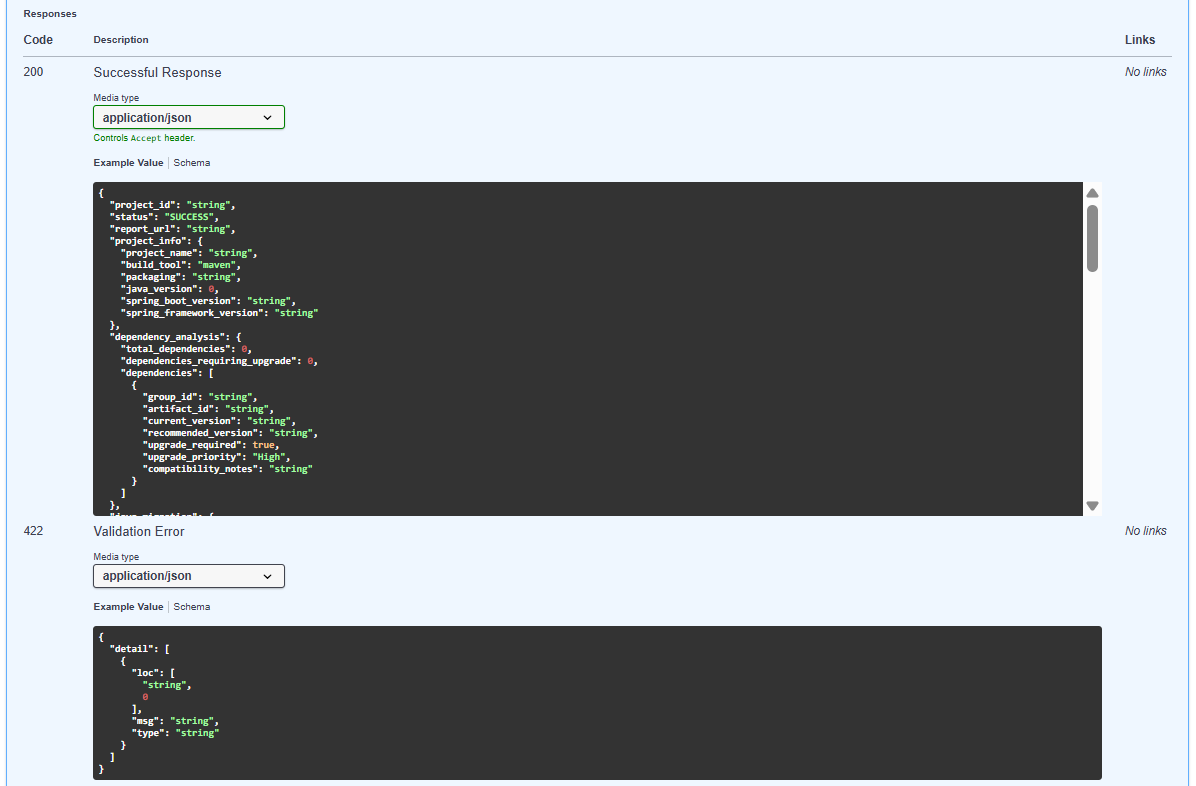 Responses
Code Description Links
200 Successful Response No links
Media type
application/json
Controls Accept header.
Example Value Schema
{
  "project_id": "string",
  "status": "SUCCESS",
  "report_url": "string",
  "project_info": {
    "project_name": "string",
    "build_tool": "maven",
    "packaging": "string",
    "java_version": 0,
    "spring_boot_version": "string",
    "spring_framework_version": "string"
  },
  "dependency_analysis": {
    "total_dependencies": 0,
    "dependencies_requiring_upgrade": 0,
    "dependencies": [
      {
        "group_id": "string",
        "artifact_id": "string",
        "current_version": "string",
        "recommended_version": "string",
        "upgrade_required": true,
        "upgrade_priority": "High",
        "compatibility_notes": "string"
      }
    ]
  },
422 Validation Error No links
Media type
application/json
Example Value Schema
{
  "detail": [
    {
      "loc": [
        "string",
        0
      ],
      "msg": "string",
      "type": "string"
    }
  ]
}